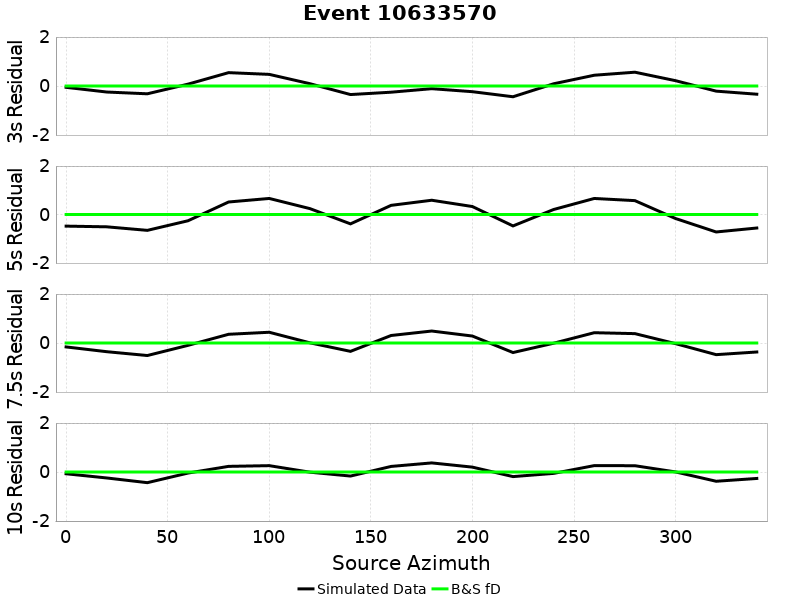 Event 10633570
3s Residual
2
0
-2
5s Residual
2
0
-2
7.5s Residual
2
0
-2
10s Residual
2
0
-2
0 50 100 150 200 250 300
Source Azimuth
Simulated Data B&S fD